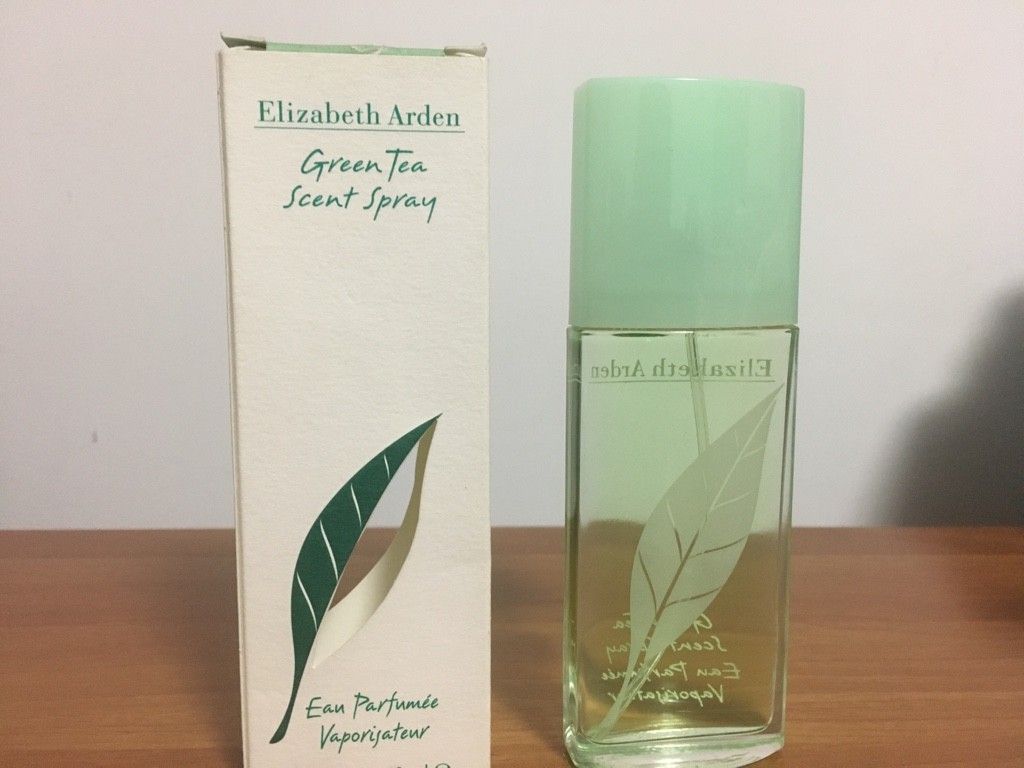 Elizabeth Arden
Green Tea
Scent Spray
Eau Parfumée
Vaporisateur
Elizabeth Arden
Scent Spray
Eau Parfumée
Vaporisateur